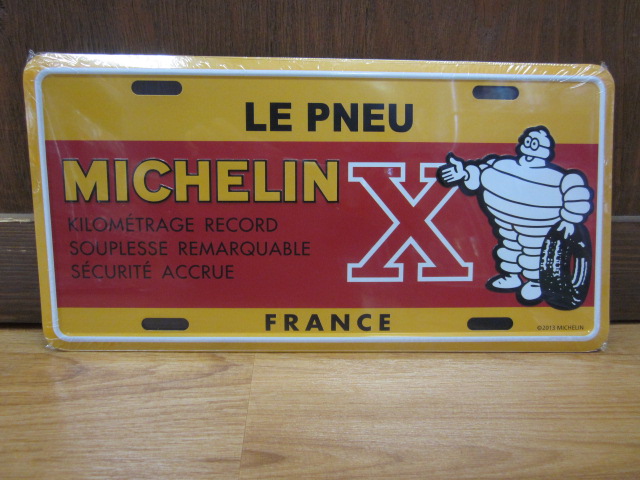 LE PNEU
MICHELIN X
KILOMÉTRAGE RECORD
SOUPLESSE REMARQUABLE
SÉCURITÉ ACCRUE
FRANCE
©2013 MICHELIN